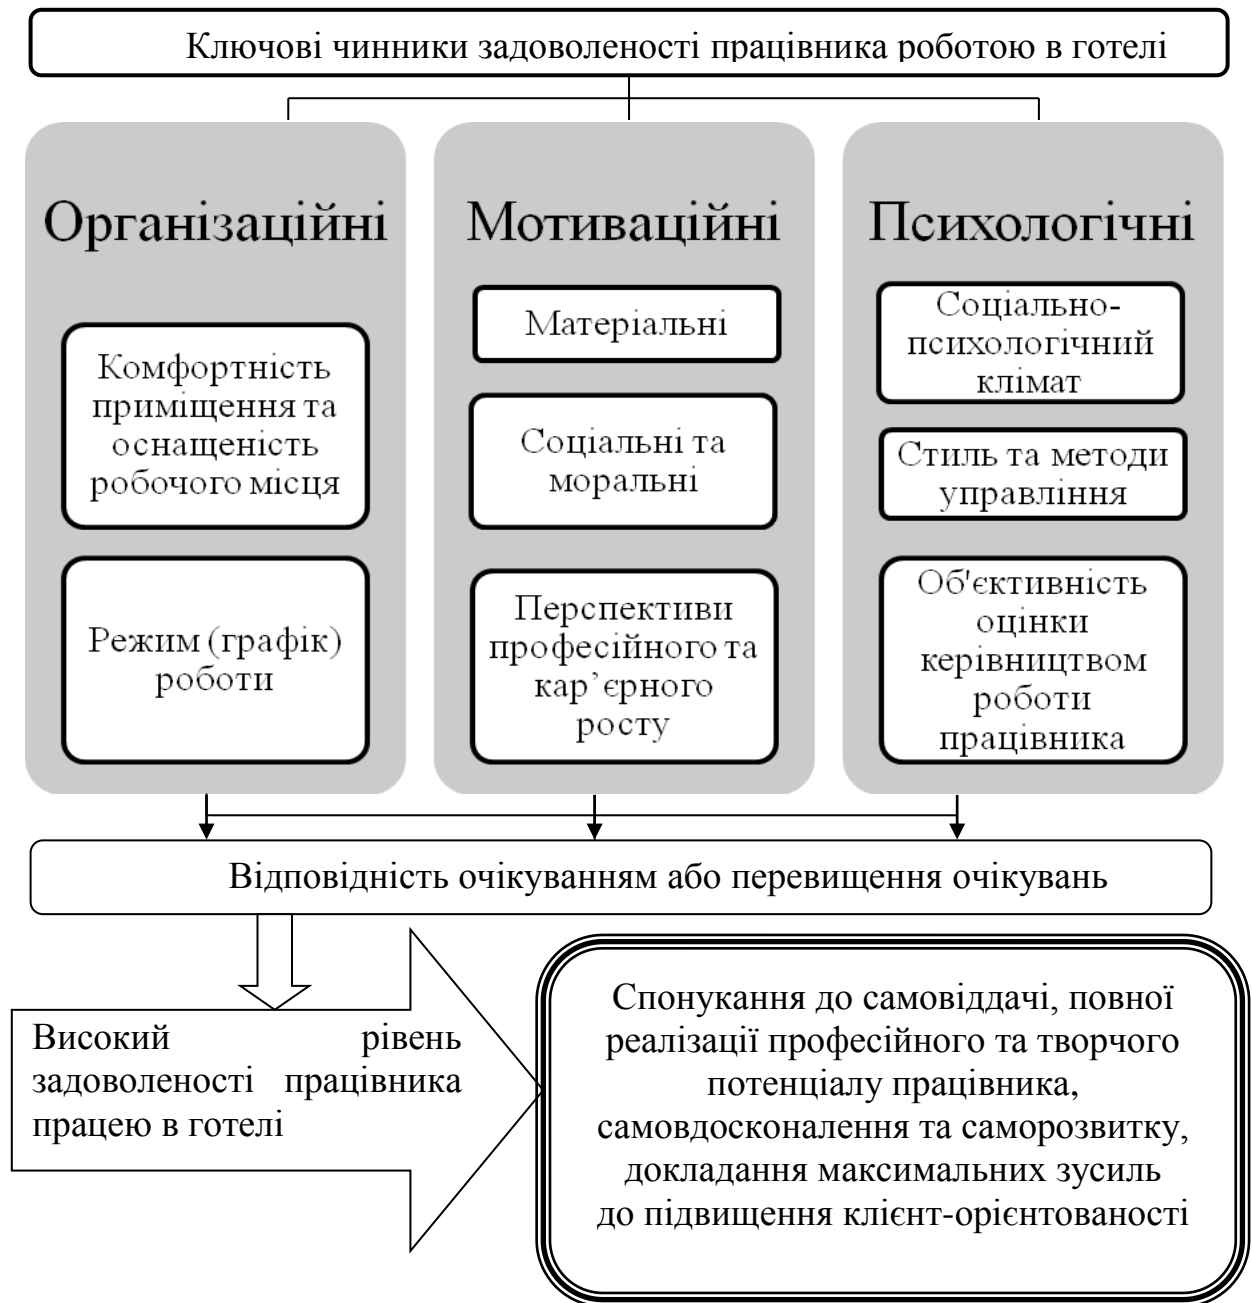 Ключові чинники задоволеності працівника роботою в готелі
Організаційні
Комфортність
приміщення та
оснащеність
робочого місця
Режим (графік)
роботи
Мотиваційні
Матеріальні
Соціальні та
моральні
Перспективи
професійного та
кар’єрного
росту
Психологічні
Соціально-
психологічний
клімат
Стиль та методи
управління
Об'єктивність
оцінки
керівництвом
роботи
працівника
Відповідність очікуванням або перевищення очікувань
Високий рівень
задоволеності працівника
працею в готелі
Спонукання до самовіддачі, повної
реалізації професійного та творчого
потенціалу працівника,
самовдосконалення та саморозвитку,
докладання максимальних зусиль
до підвищення клієнт-орієнтованості